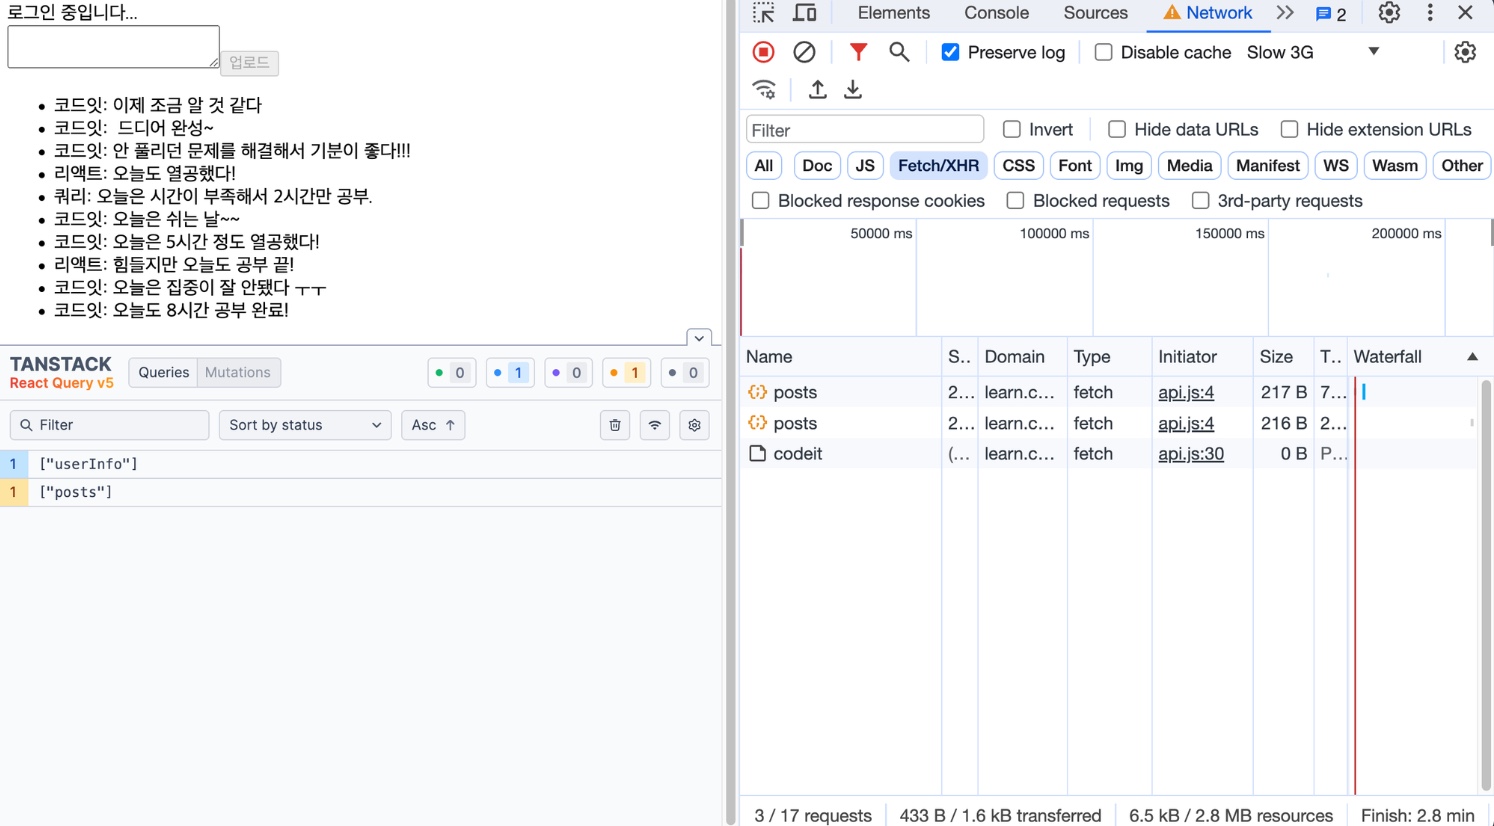 로그인 중입니다...
업로드
코드잇: 이제 조금 알 것 같다
코드잇:  드디어 완성~
코드잇: 안 풀리던 문제를 해결해서 기분이 좋다!!!
리액트: 오늘도 열공했다!
쿼리: 오늘은 시간이 부족해서 2시간만 공부.
코드잇: 오늘은 쉬는 날~~
코드잇: 오늘은 5시간 정도 열공했다!
리액트: 힘들지만 오늘도 공부 끝!
코드잇: 오늘은 집중이 잘 안됐다 ㅜㅜ
코드잇: 오늘도 8시간 공부 완료!
TANSTACK
React Query v5
Queries Mutations
0 1 0 1 0
Filter Sort by status Asc ↑
1 ["userInfo"]
1 ["posts"]
Elements Console Sources Network 2
Preserve log Disable cache Slow 3G
Filter Invert Hide data URLs Hide extension URLs
All Doc JS Fetch/XHR CSS Font Img Media Manifest WS Wasm Other
Blocked response cookies Blocked requests 3rd-party requests
50000 ms 100000 ms 150000 ms 200000 ms
Name S.. Domain Type Initiator Size T.. Waterfall
posts 2... learn.c... fetch api.js:4 217 B 7...
posts 2... learn.c... fetch api.js:4 216 B 2...
codeit (... learn.c... fetch api.js:30 0 B P...
3 / 17 requests 433 B / 1.6 kB transferred 6.5 kB / 2.8 MB resources Finish: 2.8 min